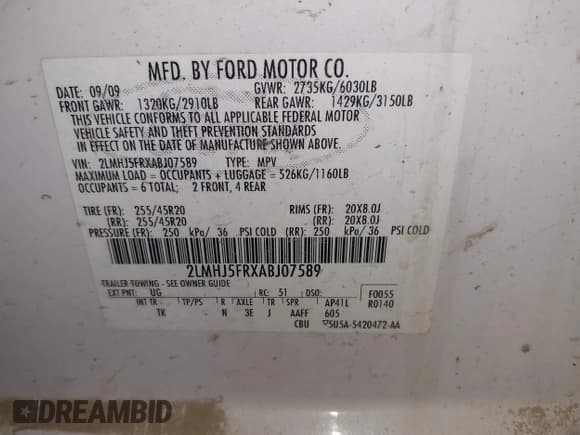 MFD. BY FORD MOTOR CO.
DATE: 09/09 GVWR: 2735KG/6030LB
FRONT GAWR: 1320KG/2910LB REAR GAWR: 1429KG/3150LB
THIS VEHICLE CONFORMS TO ALL APPLICABLE FEDERAL MOTOR
VEHICLE SAFETY AND THEFT PREVENTION STANDARDS
IN EFFECT ON THE DATE OF MANUFACTURE SHOWN ABOVE.
VIN: 2LMHJ5FRXABJ07589 TYPE: MPV
MAXIMUM LOAD = OCCUPANTS + LUGGAGE = 526KG/1160LB
OCCUPANTS = 6 TOTAL; 2 FRONT, 4 REAR
TIRE (FR): 255/45R20 RIMS (FR): 20X8.0J
(RR): 255/45R20 (RR): 20X8.0J
PRESSURE (FR): 250 kPa/ 36 PSI COLD (RR): 250 kPa/ 36 PSI COLD
2LMHJ5FRXABJ07589
TRAILER TOWING - SEE OWNER GUIDE
EXT PNT: UG RC: 51 DSO: F0055
INT TR TP/PS R AXLE TR SPR AP41L R0140
TK N 3E J AAFF 605
CBU 5U5A-5420472-AA
DREAMBID